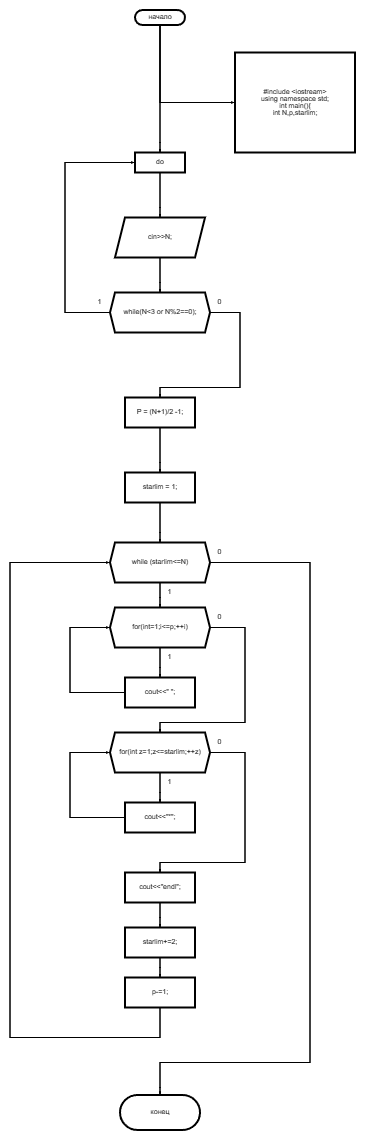 начало
#include <iostream>
using namespace std;
int main(){
int N,p,starlim;
do
cin>>N;
while(N<3 or N%2==0);
1
0
P = (N+1)/2 -1;
starlim = 1;
while (starlim<=N)
0
1
for(int=1;i<=p;++i)
0
1
cout<<" ";
for(int z=1;z<=starlim;++z)
0
1
cout<<"*";
cout<<"endl";
starlim+=2;
p-=1;
конец